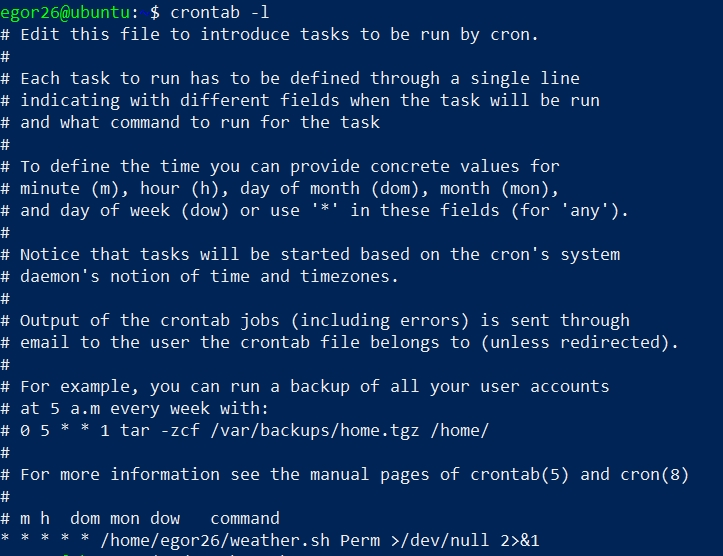 egor26@ubuntu:~$ crontab -l
# Edit this file to introduce tasks to be run by cron.
#
# Each task to run has to be defined through a single line
# indicating with different fields when the task will be run
# and what command to run for the task
#
# To define the time you can provide concrete values for
# minute (m), hour (h), day of month (dom), month (mon),
# and day of week (dow) or use '*' in these fields (for 'any').
#
# Notice that tasks will be started based on the cron's system
# daemon's notion of time and timezones.
#
# Output of the crontab jobs (including errors) is sent through
# email to the user the crontab file belongs to (unless redirected).
#
# For example, you can run a backup of all your user accounts
# at 5 a.m every week with:
# 0 5 * * 1 tar -zcf /var/backups/home.tgz /home/
#
# For more information see the manual pages of crontab(5) and cron(8)
#
# m h  dom mon dow   command
* * * * * /home/egor26/weather.sh Perm >/dev/null 2>&1